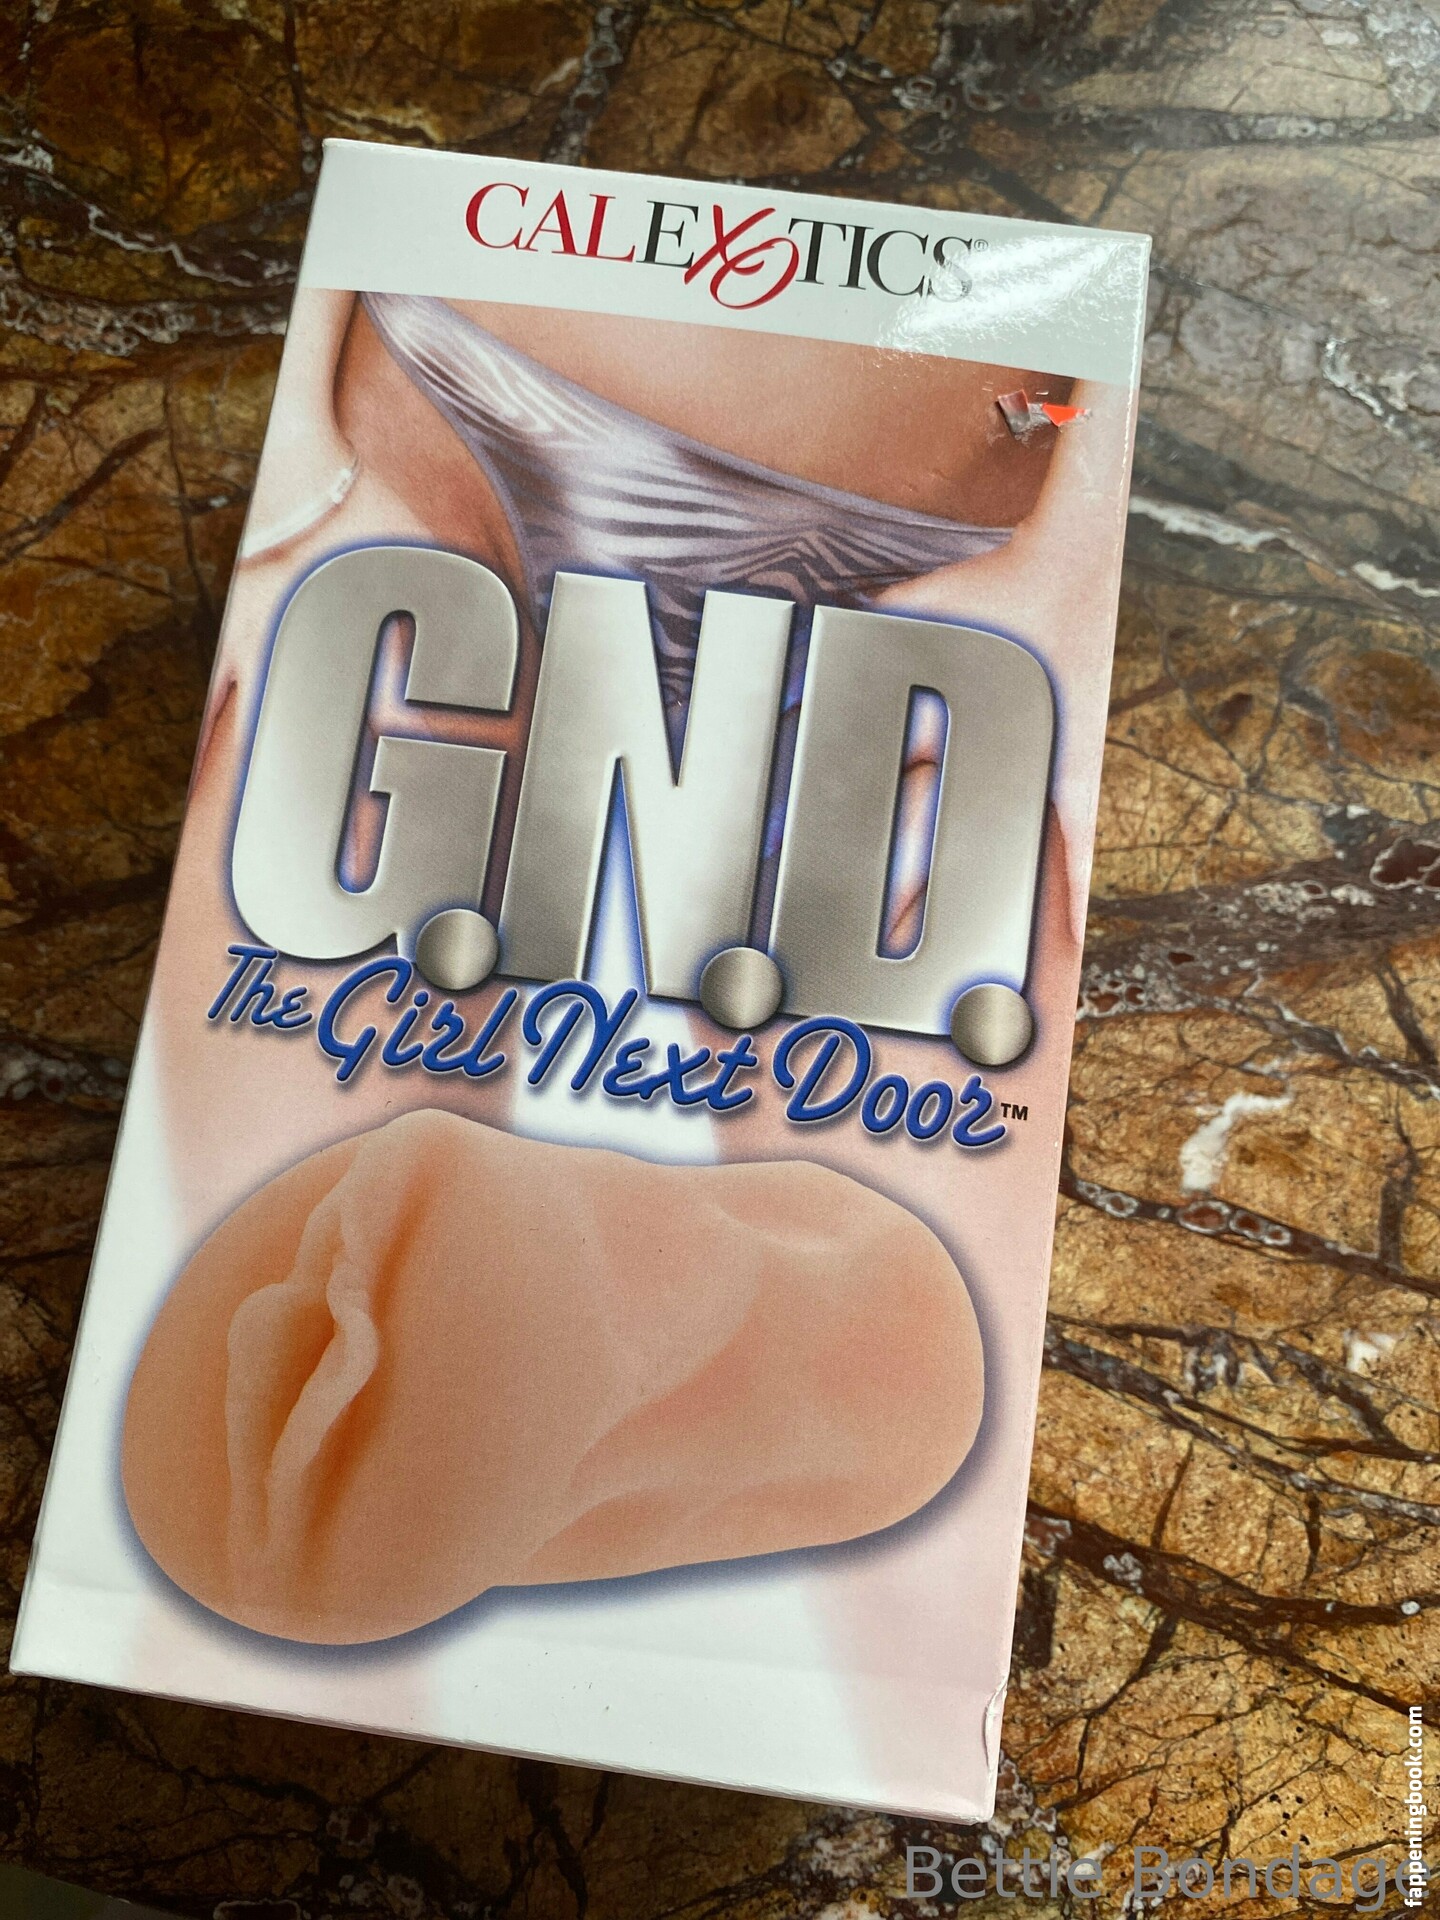 CALEXOTICS®
G.N.D.
The Girl Next Door™
Bettie Bondage
fappeningbook.com